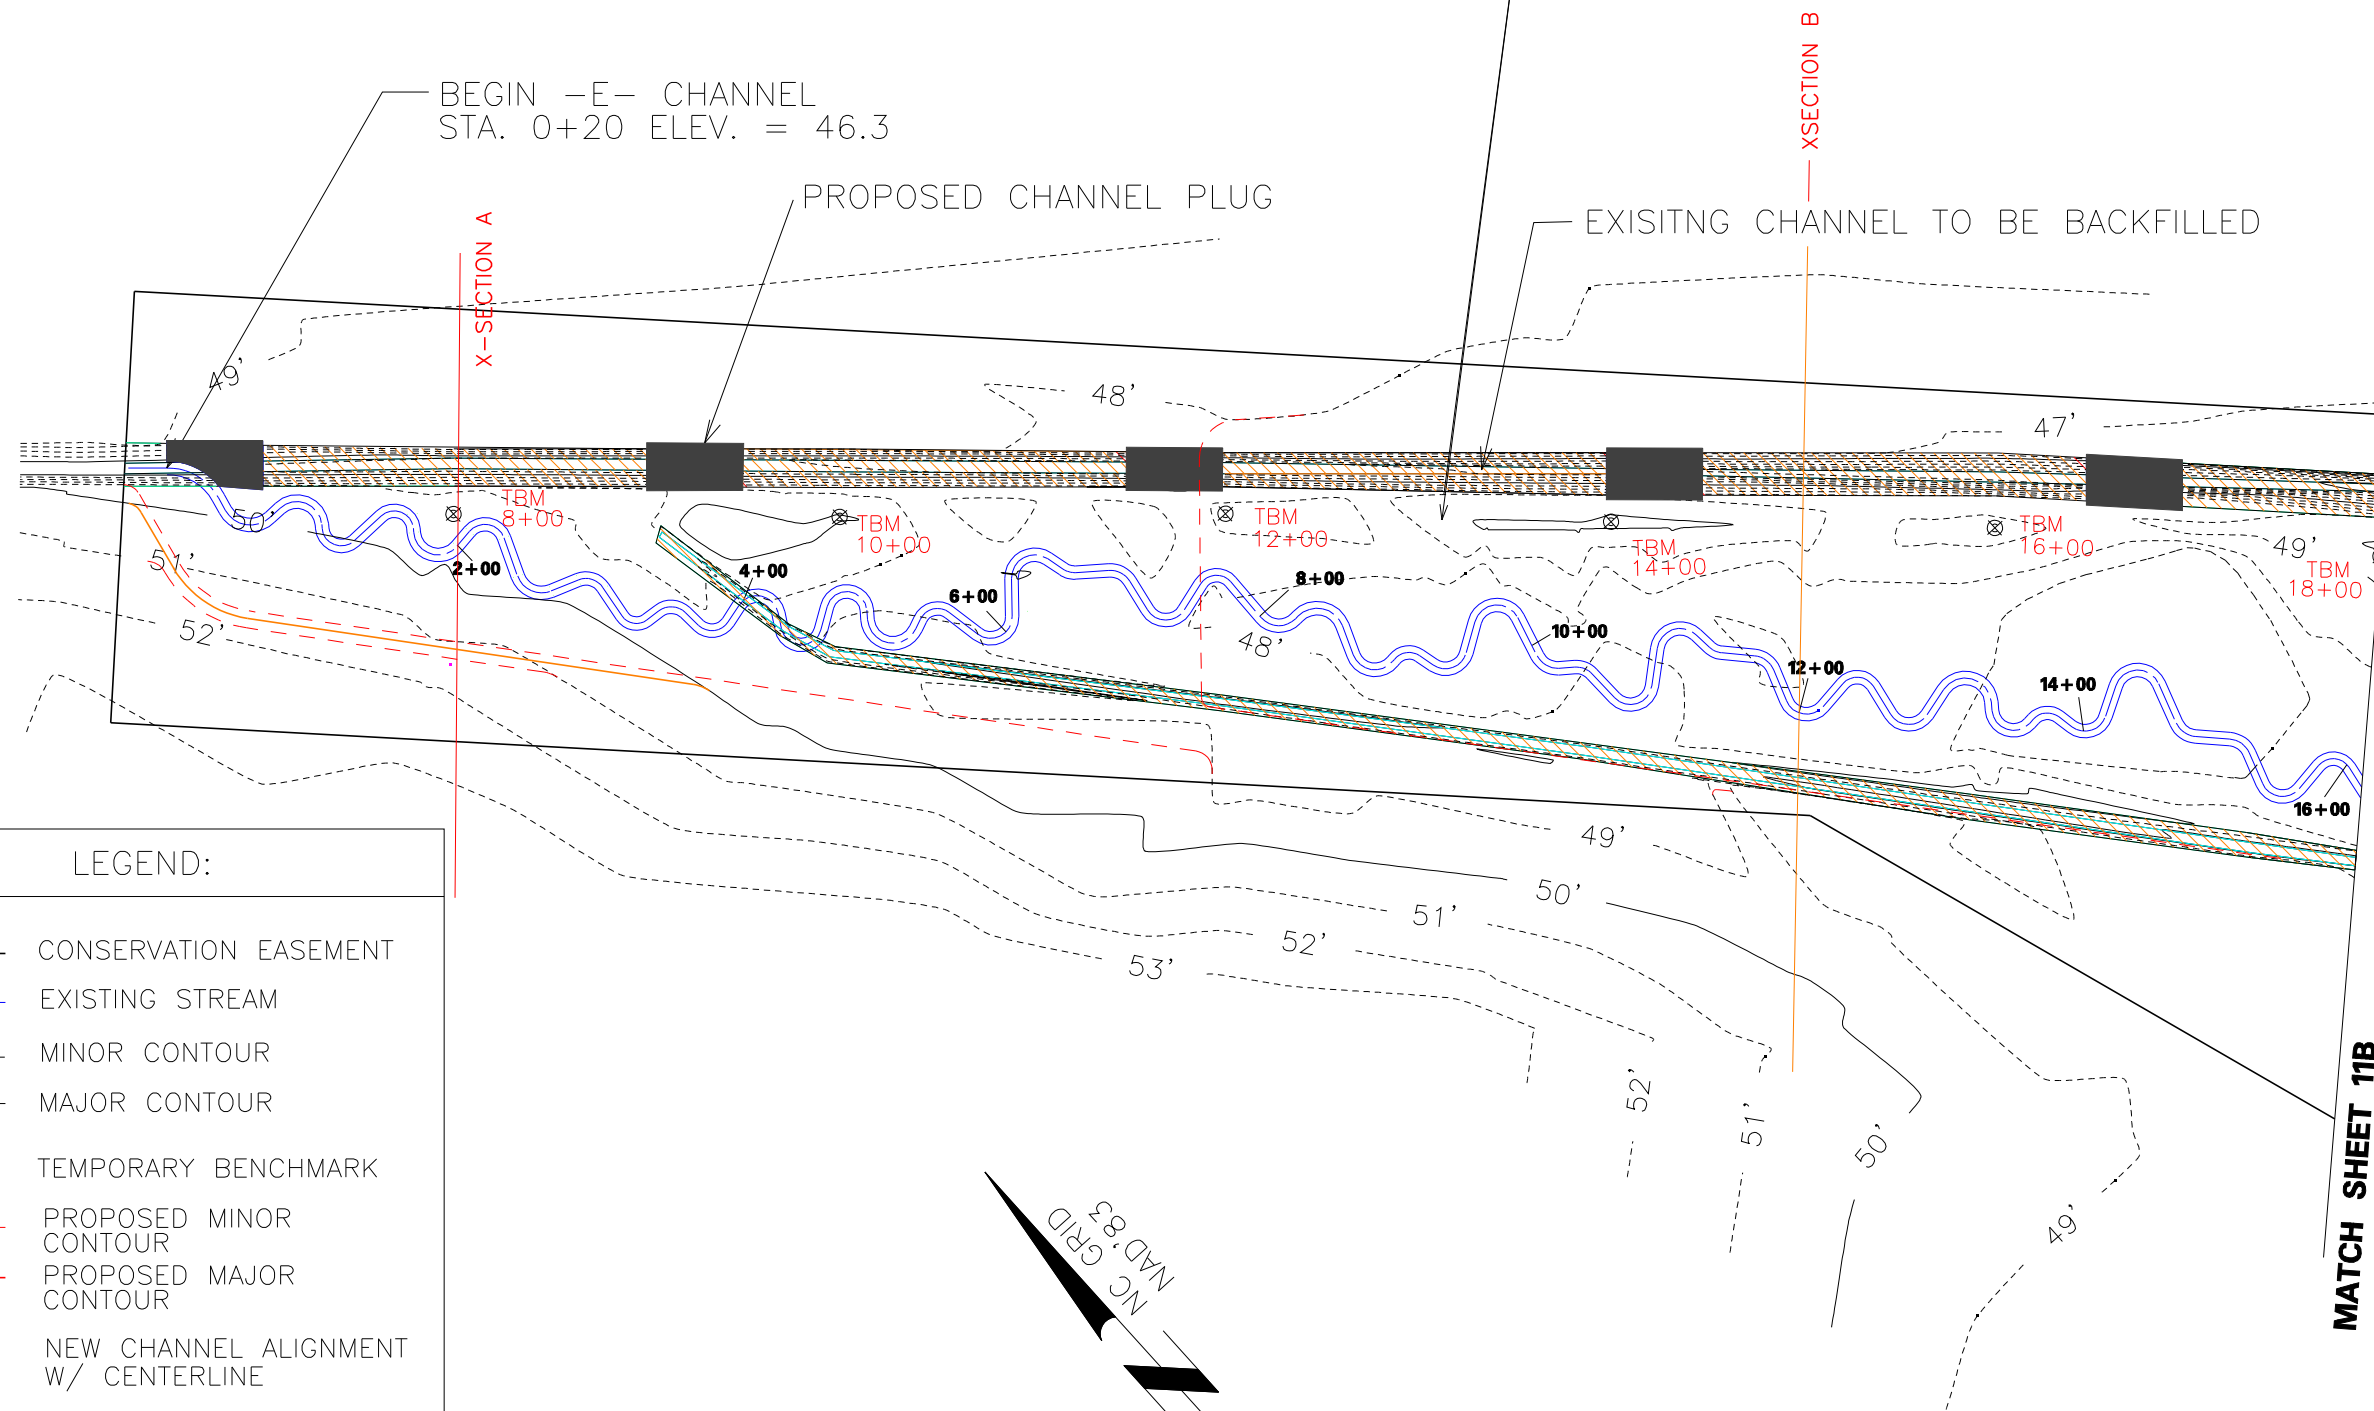 BEGIN -E- CHANNEL
STA. 0+20 ELEV. = 46.3
PROPOSED CHANNEL PLUG
EXISITNG CHANNEL TO BE BACKFILLED
X-SECTION A
XSECTION B
49'
48'
47'
50'
51'
52'
TBM
8+00
TBM
10+00
TBM
12+00
TBM
14+00
TBM
16+00
49'
TBM
18+00
2+00
4+00
6+00
8+00
48'
10+00
12+00
14+00
16+00
49'
50'
51'
52'
53'
52'
51'
50'
49'
LEGEND:
CONSERVATION EASEMENT
EXISTING STREAM
MINOR CONTOUR
MAJOR CONTOUR
TEMPORARY BENCHMARK
PROPOSED MINOR
CONTOUR
PROPOSED MAJOR
CONTOUR
NEW CHANNEL ALIGNMENT
W/ CENTERLINE
NC GRID
NAD'83
MATCH SHEET 11B